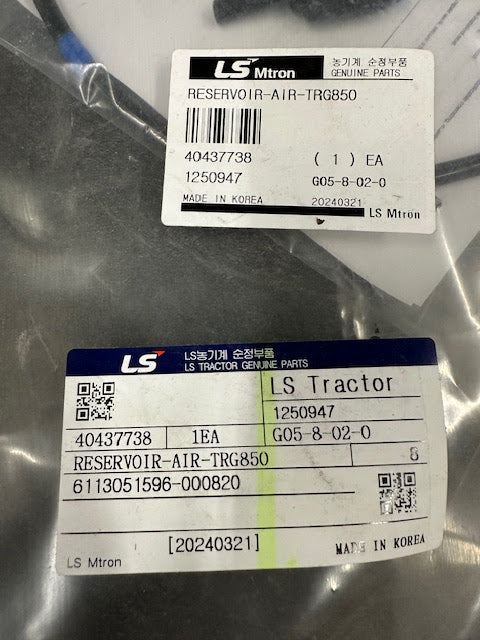 LS Mtron 농기계 순정부품
GENUINE PARTS
RESERVOIR-AIR-TRG850
40437738 ( 1 ) EA
1250947 G05-8-02-0
MADE IN KOREA 20240321
LS Mtron
LS LS농기계 순정부품
LS TRACTOR GENUINE PARTS
LS Tractor
1250947
40437738 1EA G05-8-02-0
RESERVOIR-AIR-TRG850 8
6113051596-000820
[20240321] MADE IN KOREA
LS Mtron